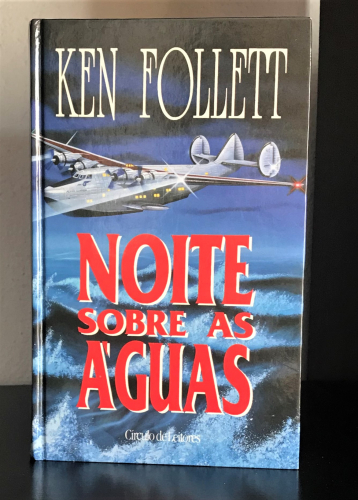 KEN FOLLETT
NOITE
SOBRE AS
ÁGUAS
Círculo de Leitores